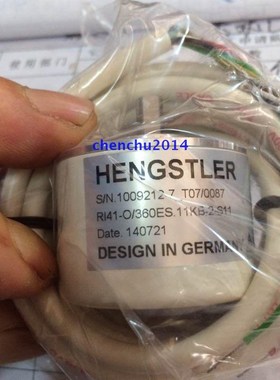 chenchu2014
HENGSTLER
S/N.1009212-7 T07/0087
RI41-O/360ES.11KB-2-S11
Date. 140721
DESIGN IN GERMAN